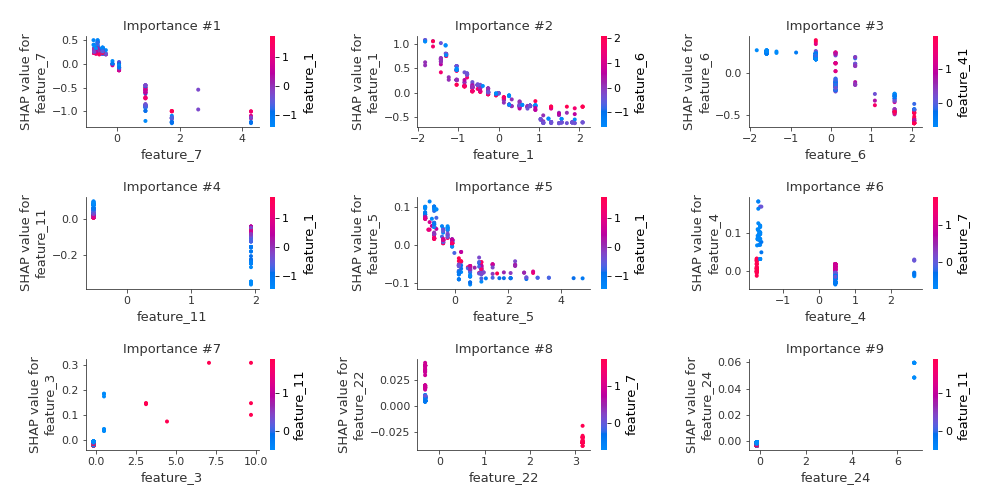 Importance #1
Importance #2
Importance #3
SHAP value for
feature_7
0.5
0.0
−0.5
−1.0
0
2
4
feature_7
1
0
−1
feature_1
SHAP value for
feature_1
1.0
0.5
0.0
−0.5
−2
−1
0
1
2
feature_1
2
1
0
−1
feature_6
SHAP value for
feature_6
0.0
−0.5
−2
−1
0
1
2
feature_6
1
0
feature_41
Importance #4
Importance #5
Importance #6
SHAP value for
feature_11
0.0
−0.2
0
1
2
feature_11
1
0
−1
feature_1
SHAP value for
feature_5
0.1
0.0
−0.1
0
2
4
feature_5
1
0
−1
feature_1
SHAP value for
feature_4
0.1
0.0
−1
0
1
2
feature_4
1
0
feature_7
Importance #7
Importance #8
Importance #9
SHAP value for
feature_3
0.3
0.2
0.1
0.0
0.0
2.5
5.0
7.5
10.0
feature_3
1
0
feature_11
SHAP value for
feature_22
0.025
0.000
−0.025
0
1
2
3
feature_22
1
0
feature_7
SHAP value for
feature_24
0.06
0.04
0.02
0.00
0
2
4
6
feature_24
1
0
feature_11